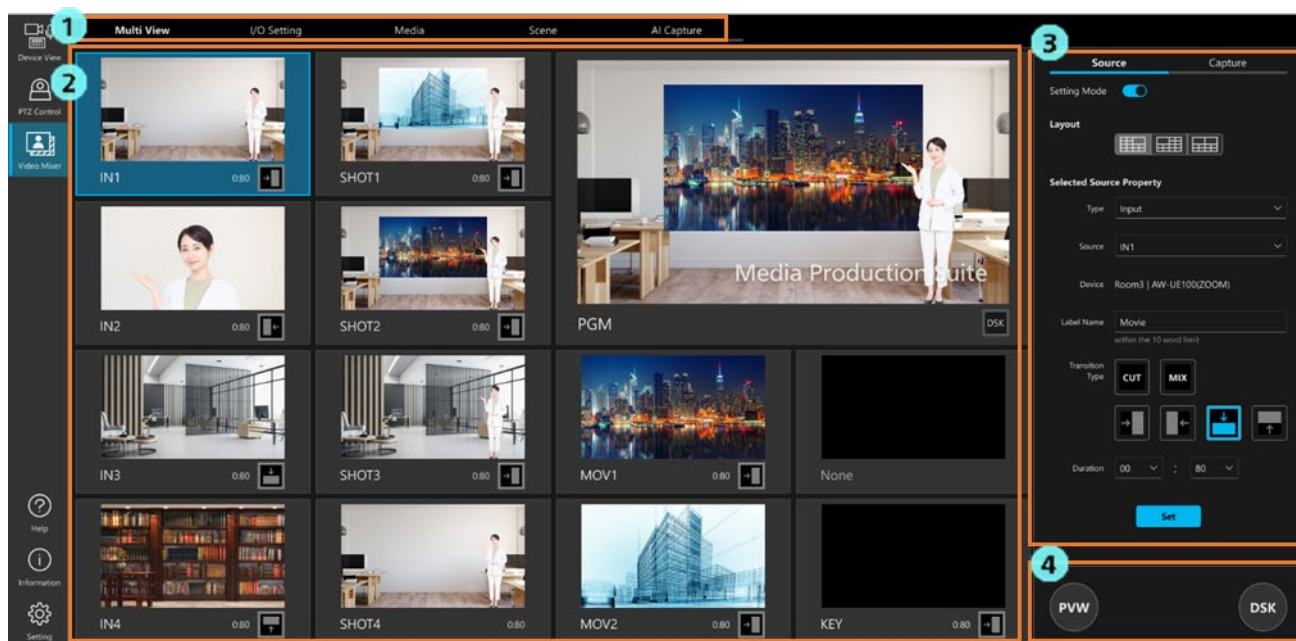 1
Multi View
I/O Setting
Media
Scene
AI Capture
Device View
PTZ Control
Video Mixer
Help
Information
Setting
2
IN1 0:80
SHOT1 0:80
IN2 0:80
SHOT2 0:80
Media Production Suite
PGM DSK
IN3 0:80
SHOT3 0:80
MOV1 0:80
None
IN4 0:80
SHOT4 0:80
MOV2 0:80
KEY 0:80
3
Source Capture
Setting Mode
Layout
Selected Source Property
Type Input
Source IN1
Device Room3 | AW-UE100(ZOOM)
Label Name Movie
within the 10 word limit
Transition
Type CUT MIX
Duration 00 : 80
Set
4
PVW DSK